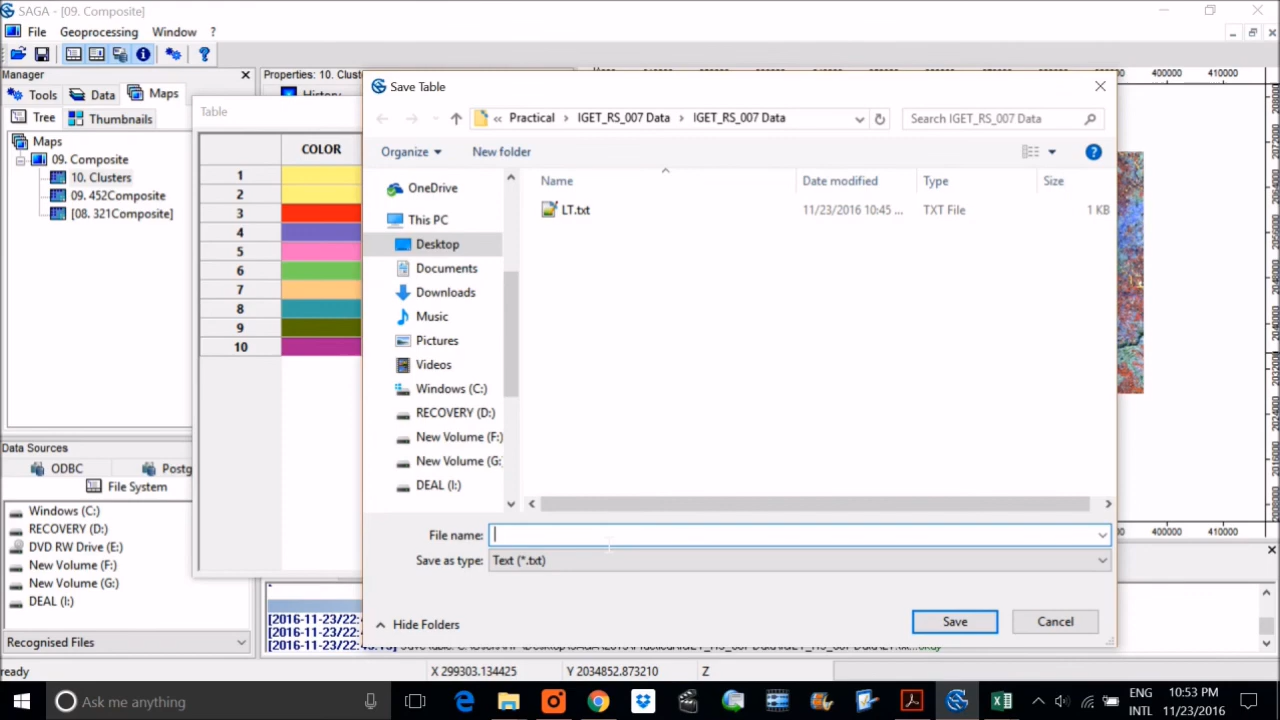 SAGA - [09. Composite]
File Geoprocessing Window ?
Manager
Tools Data Maps
Tree Thumbnails
Maps
09. Composite
10. Clusters
09. 452Composite
[08. 321Composite]
Data Sources
ODBC
File System
Windows (C:)
RECOVERY (D:)
DVD RW Drive (E:)
New Volume (F:)
New Volume (G:)
DEAL (I:)
Recognised Files
Properties: 10.
Table
COLOR
1
2
3
4
5
6
7
8
9
10
Save Table
« Practical > IGET_RS_007 Data > IGET_RS_007 Data
Search IGET_RS_007 Data
Organize New folder
OneDrive
This PC
Desktop
Documents
Downloads
Music
Pictures
Videos
Windows (C:)
RECOVERY (D:)
New Volume (F:)
New Volume (G:
DEAL (I:)
Name Date modified Type Size
LT.txt 11/23/2016 10:45 ... TXT File 1 KB
File name:
Save as type: Text (*.txt)
Hide Folders
Save Cancel
400000 410000
[2016-11-23/22:
[2016-11-23/22:
ready X 299303.134425 Y 2034852.873210 Z
Ask me anything
ENG
INTL
10:53 PM
11/23/2016